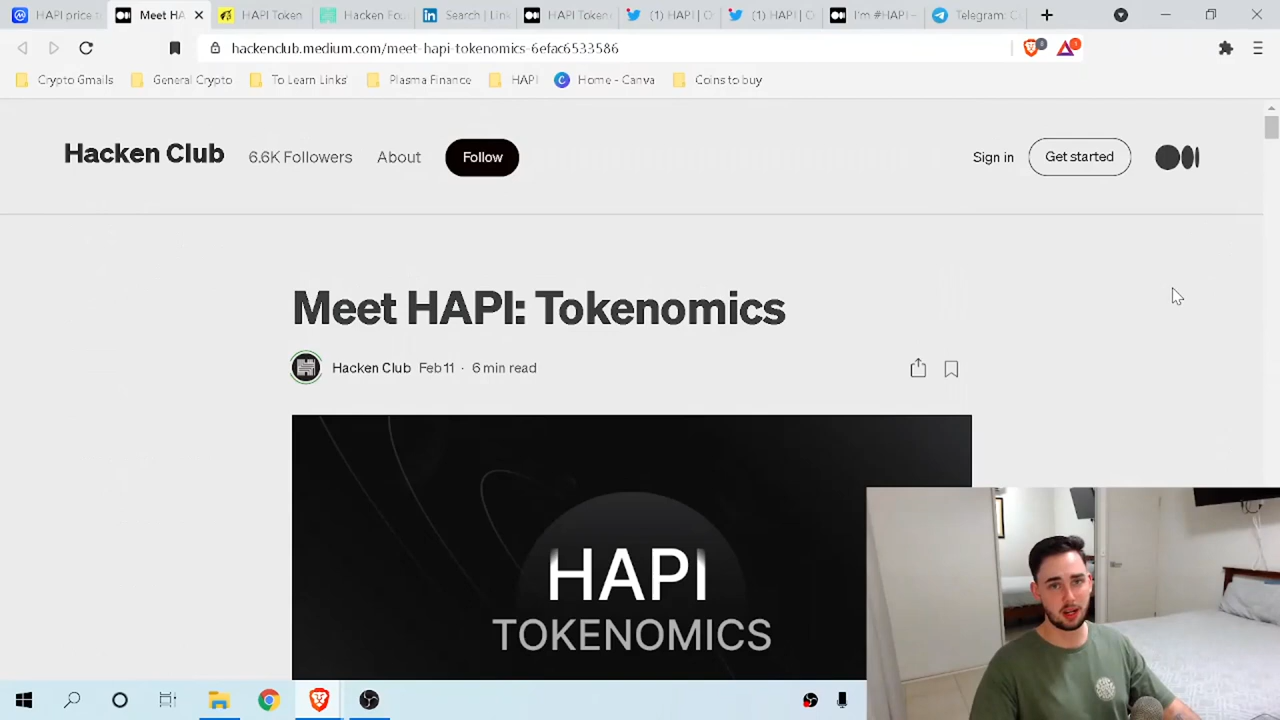 HAPI price
Meet HA
HAPI Token
Hacken Fou
Search | Lin
HAPI Token
(1) HAPI | O
(1) HAPI | O
I'm #HAPI –
Telegram: C
hackenclub.medium.com/meet-hapi-tokenomics-6efac6533586
Crypto Gmails
General Crypto
To Learn Links
Plasma Finance
HAPI
Home - Canva
Coins to buy
Hacken Club
6.6K Followers
About
Follow
Sign in
Get started
Meet HAPI: Tokenomics
Hacken Club Feb 11 · 6 min read
HAPI
TOKENOMICS